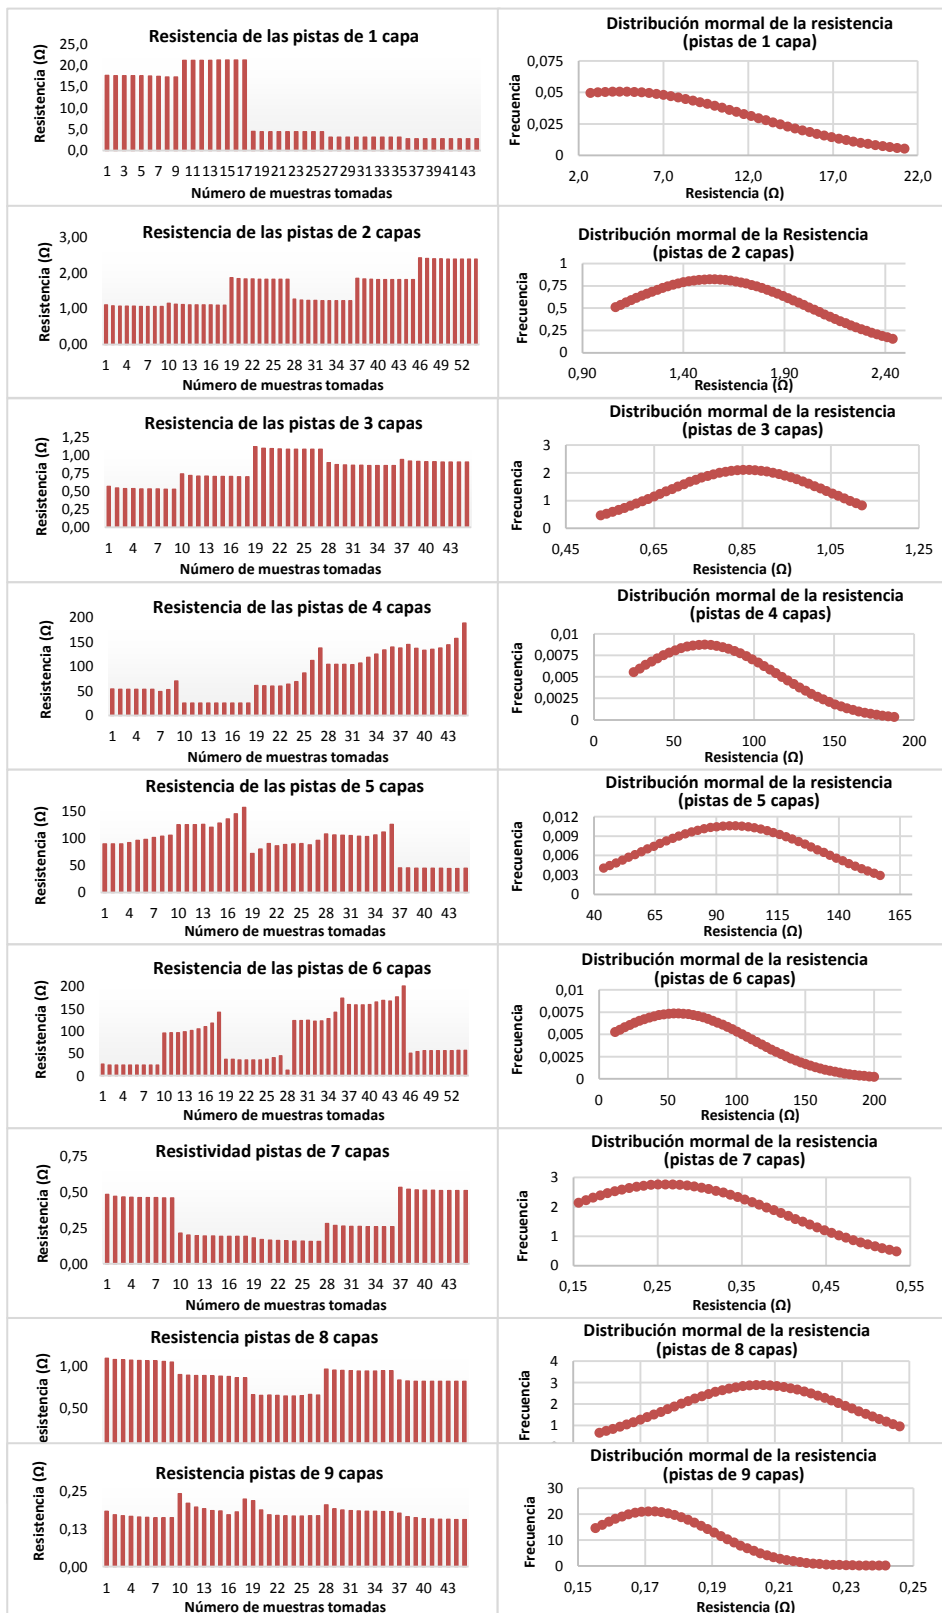 Resistencia de las pistas de 1 capa
Resistencia (Ω)
25,0
20,0
15,0
10,0
5,0
0,0
1 3 5 7 9 11 13 15 17 19 21 23 25 27 29 31 33 35 37 39 41 43
Número de muestras tomadas
Distribución mormal de la resistencia
(pistas de 1 capa)
Frecuencia
0,075
0,05
0,025
0
2,0 7,0 12,0 17,0 22,0
Resistencia (Ω)
Resistencia de las pistas de 2 capas
Resistencia (Ω)
3,00
2,00
1,00
0,00
1 4 7 10 13 16 19 22 25 28 31 34 37 40 43 46 49 52
Número de muestras tomadas
Distribución mormal de la Resistencia
(pistas de 2 capas)
Frecuencia
1
0,75
0,5
0,25
0
0,90 1,40 1,90 2,40
Resistencia (Ω)
Resistencia de las pistas de 3 capas
Resistencia (Ω)
1,25
1,00
0,75
0,50
0,25
0,00
1 4 7 10 13 16 19 22 25 28 31 34 37 40 43
Número de muestras tomadas
Distribución mormal de la resistencia
(pistas de 3 capas)
Frecuencia
3
2
1
0
0,45 0,65 0,85 1,05 1,25
Resistencia (Ω)
Resistencia de las pistas de 4 capas
Resistencia (Ω)
200
150
100
50
0
1 4 7 10 13 16 19 22 25 28 31 34 37 40 43
Número de muestras tomadas
Distribución mormal de la resistencia
(pistas de 4 capas)
Frecuencia
0,01
0,0075
0,005
0,0025
0
0 50 100 150 200
Resistencia (Ω)
Resistencia de las pistas de 5 capas
Resistencia (Ω)
150
100
50
0
1 4 7 10 13 16 19 22 25 28 31 34 37 40 43
Número de muestras tomadas
Distribución mormal de la resistencia
(pistas de 5 capas)
Frecuencia
0,012
0,009
0,006
0,003
0
40 65 90 115 140 165
Resistencia (Ω)
Resistencia de las pistas de 6 capas
Resistencia (Ω)
200
150
100
50
0
1 4 7 10 13 16 19 22 25 28 31 34 37 40 43 46 49 52
Número de muestras tomadas
Distribución mormal de la resistencia
(pistas de 6 capas)
Frecuencia
0,01
0,0075
0,005
0,0025
0
0 50 100 150 200
Resistencia (Ω)
Resistividad pistas de 7 capas
Resistencia (Ω)
0,75
0,50
0,25
0,00
1 4 7 10 13 16 19 22 25 28 31 34 37 40 43
Número de muestras tomadas
Distribución mormal de la resistencia
(pistas de 7 capas)
Frecuencia
3
2
1
0
0,15 0,25 0,35 0,45 0,55
Resistencia (Ω)
Resistencia pistas de 8 capas
esistencia (Ω)
1,00
0,50
Distribución mormal de la resistencia
(pistas de 8 capas)
Frecuencia
4
3
2
1
Resistencia pistas de 9 capas
Resistencia (Ω)
0,25
0,13
0,00
1 4 7 10 13 16 19 22 25 28 31 34 37 40 43
Número de muestras tomadas
Distribución mormal de la resistencia
(pistas de 9 capas)
Frecuencia
30
20
10
0
0,15 0,17 0,19 0,21 0,23 0,25
Resistencia (Ω)